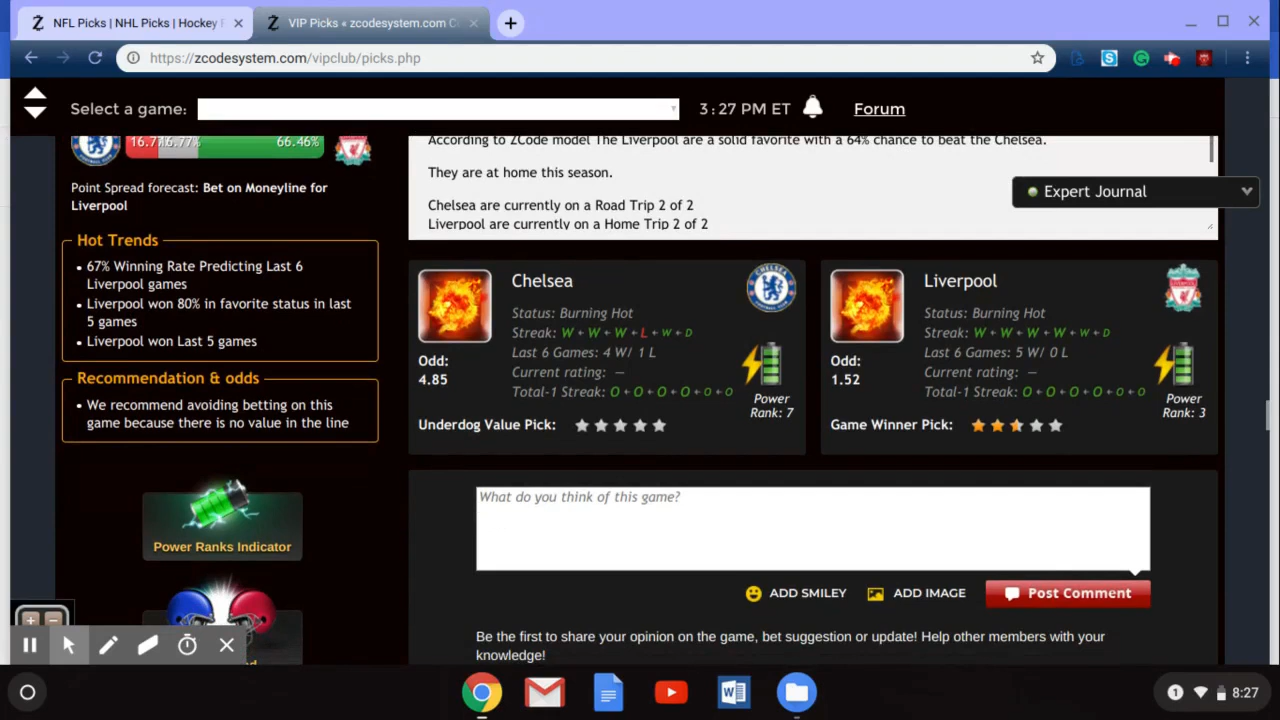 NFL Picks | NHL Picks | Hockey
VIP Picks « zcodesystem.com
https://zcodesystem.com/vipclub/picks.php
Select a game:
3:27 PM ET
Forum
66.46%
According to ZCode model The Liverpool are a solid favorite with a 64% chance to beat the Chelsea.
They are at home this season.
Chelsea are currently on a Road Trip 2 of 2
Liverpool are currently on a Home Trip 2 of 2
Expert Journal
Point Spread forecast: Bet on Moneyline for
Liverpool
Hot Trends
• 67% Winning Rate Predicting Last 6
Liverpool games
• Liverpool won 80% in favorite status in last
5 games
• Liverpool won Last 5 games
Recommendation & odds
• We recommend avoiding betting on this
game because there is no value in the line
Power Ranks Indicator
Chelsea
Status: Burning Hot
Streak: W - W - W - L - W - D
Last 6 Games: 4 W/ 1 L
Current rating: —
Total-1 Streak: O - O - O - O - O - O
Odd:
4.85
Power
Rank: 7
Underdog Value Pick:
Liverpool
Status: Burning Hot
Streak: W - W - W - W - W - D
Last 6 Games: 5 W/ 0 L
Current rating: —
Total-1 Streak: O - O - O - O - O - O
Odd:
1.52
Power
Rank: 3
Game Winner Pick:
What do you think of this game?
ADD SMILEY
ADD IMAGE
Post Comment
Be the first to share your opinion on the game, bet suggestion or update! Help other members with your
knowledge!
1
8:27